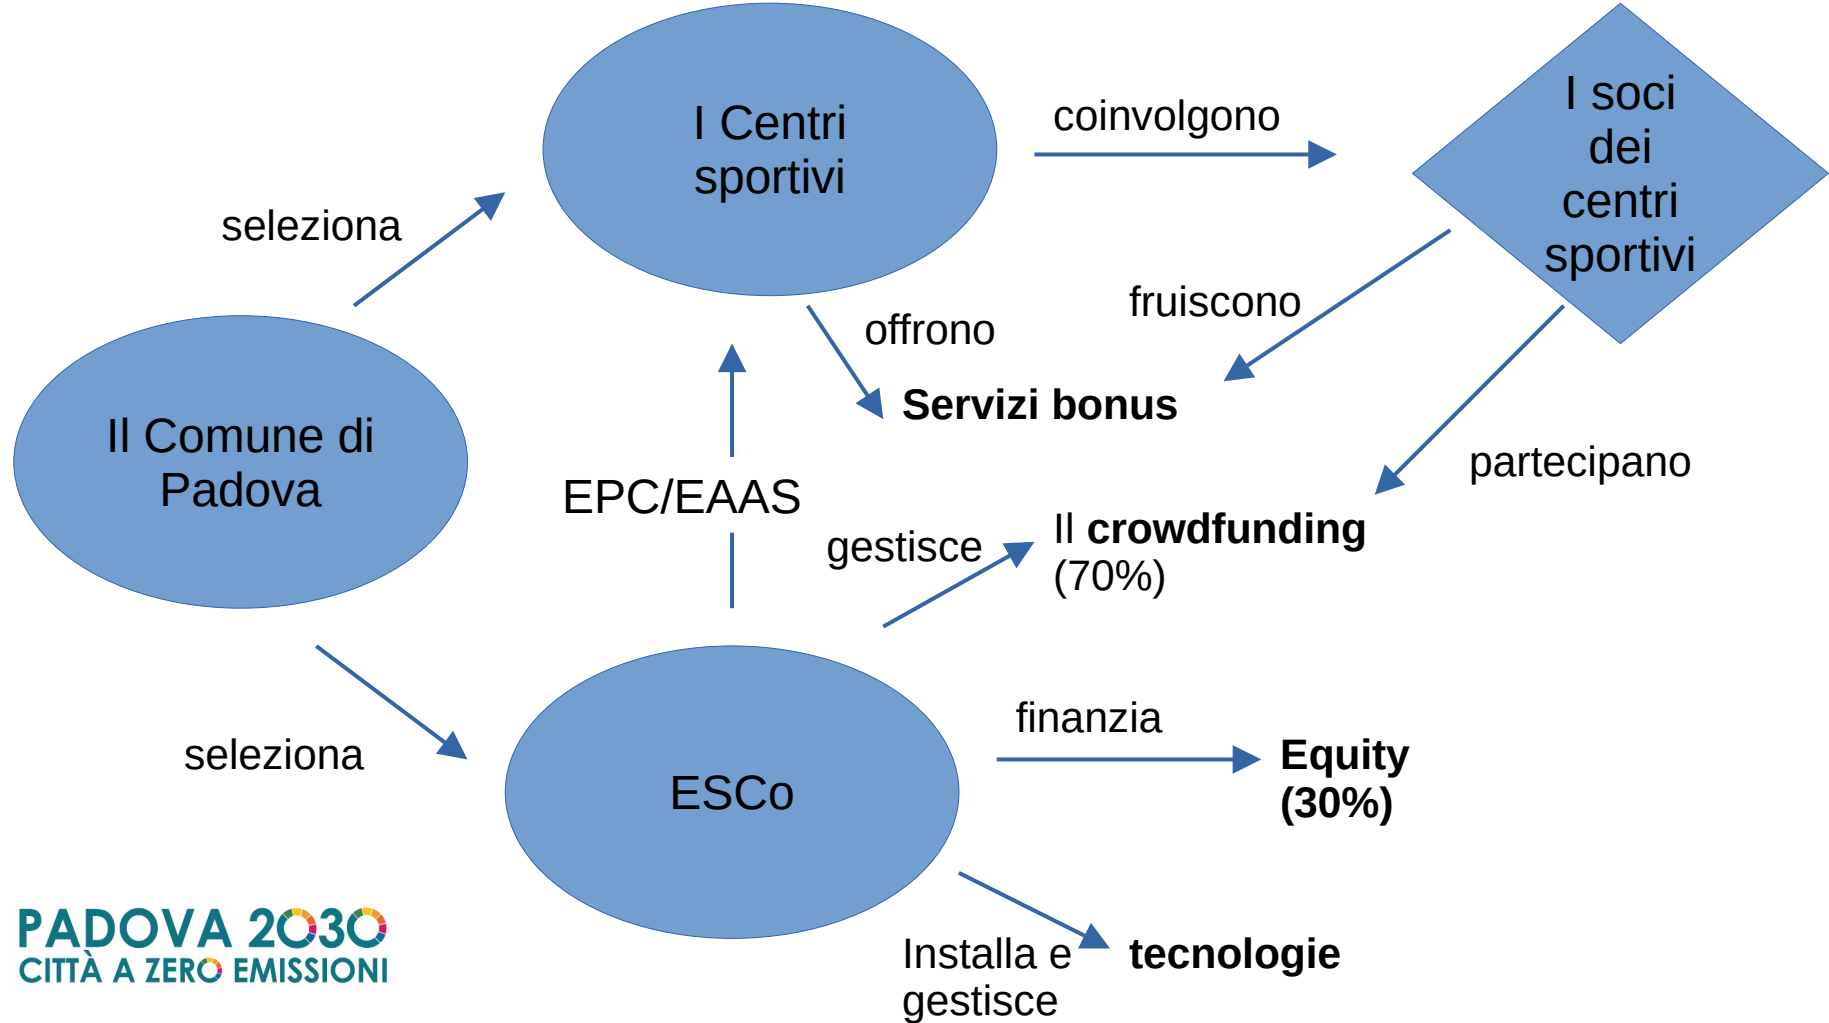 I Centri
sportivi
coinvolgono
I soci
dei
centri
sportivi
seleziona
offrono
fruiscono
Servizi bonus
Il Comune di
Padova
EPC/EAAS
partecipano
gestisce
Il crowdfunding
(70%)
seleziona
ESCo
finanzia
Equity
(30%)
Installa e
gestisce
tecnologie
PADOVA 2030
CITTÀ A ZERO EMISSIONI